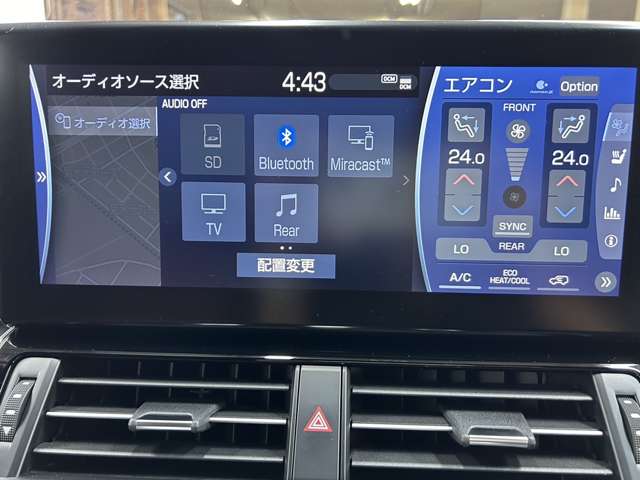 オーディオソース選択
4:43
DCM
DCM
AUDIO OFF
オーディオ選択
SD
Bluetooth
Miracast™
TV
Rear
配置変更
エアコン
Option
FRONT
24.0
24.0
SYNC
LO
REAR
LO
A/C
ECO
HEAT/COOL